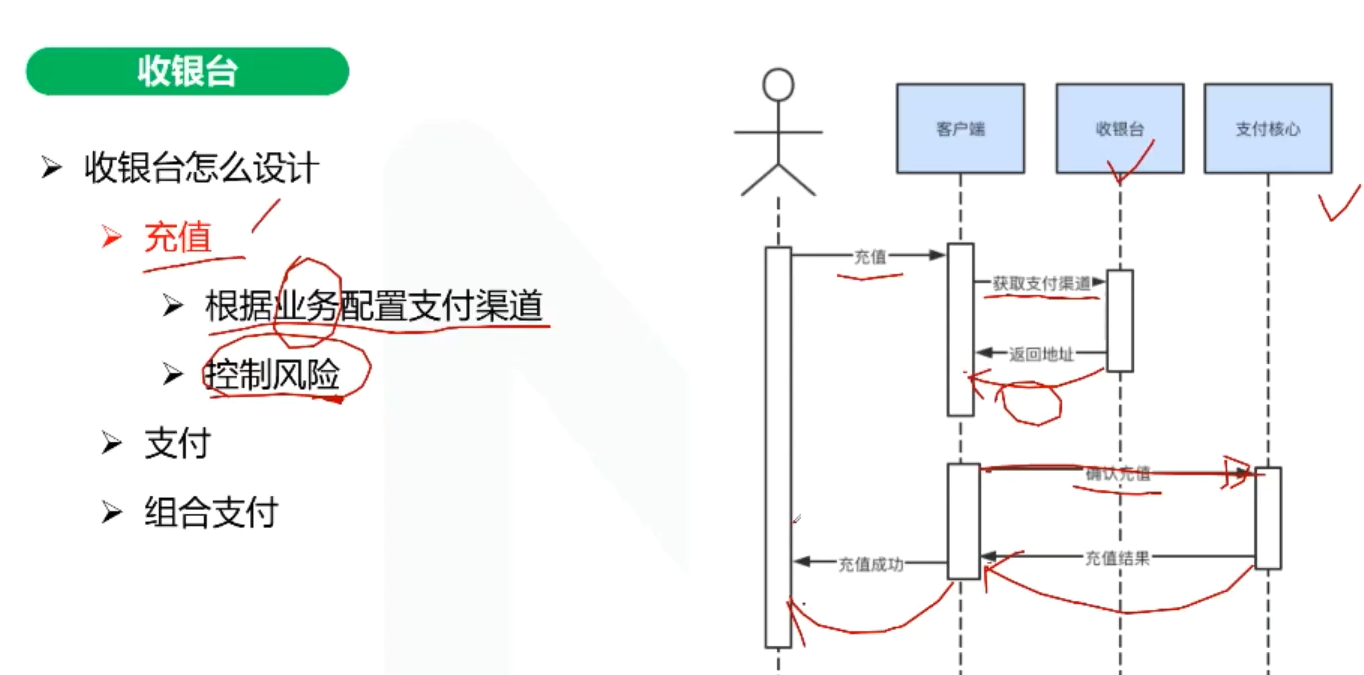 收银台
收银台怎么设计
充值
根据业务配置支付渠道
控制风险
支付
组合支付
客户端
收银台
支付核心
充值
获取支付渠道
返回地址
确认充值
充值结果
充值成功